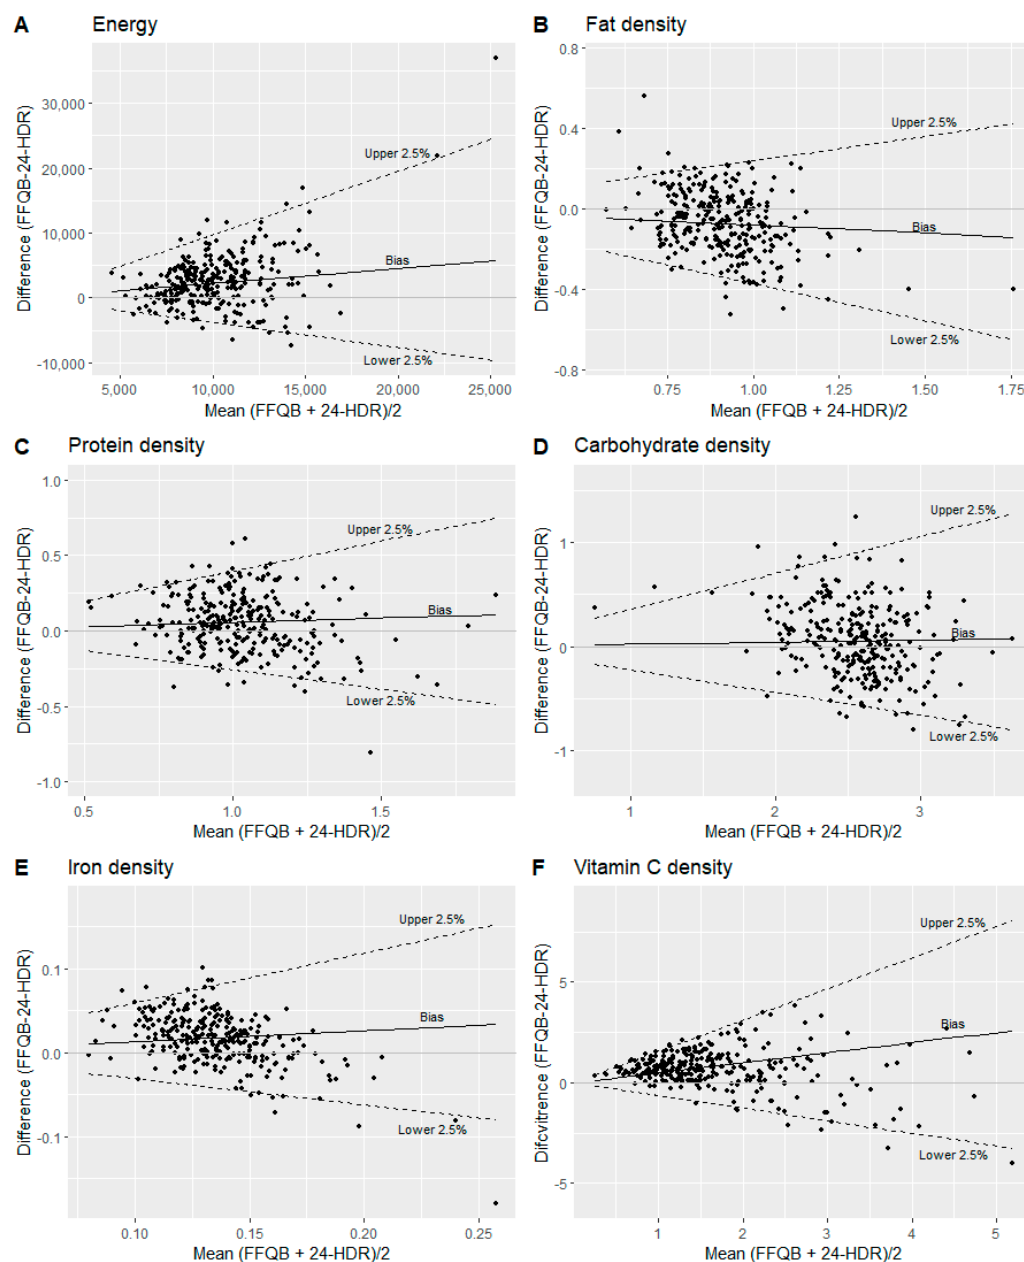 A Energy
Difference (FFQB-24-HDR)
30,000
20,000
10,000
0
-10,000
Upper 2.5%
Bias
Lower 2.5%
5,000 10,000 15,000 20,000 25,000
Mean (FFQB + 24-HDR)/2
B Fat density
Difference (FFQB-24-HDR)
0.8
0.4
0.0
-0.4
-0.8
Upper 2.5%
Bias
Lower 2.5%
0.75 1.00 1.25 1.50 1.75
Mean (FFQB + 24-HDR)/2
C Protein density
Difference (FFQB-24-HDR)
1.0
0.5
0.0
-0.5
-1.0
Upper 2.5%
Bias
Lower 2.5%
0.5 1.0 1.5
Mean (FFQB + 24-HDR)/2
D Carbohydrate density
Difference (FFQB-24-HDR)
1
0
-1
Upper 2.5%
Bias
Lower 2.5%
1 2 3
Mean (FFQB + 24-HDR)/2
E Iron density
Difference (FFQB-24-HDR)
0.1
0.0
-0.1
Upper 2.5%
Bias
Lower 2.5%
0.10 0.15 0.20 0.25
Mean (FFQB + 24-HDR)/2
F Vitamin C density
Difcvitrence (FFQB-24-HDR)
5
0
-5
Upper 2.5%
Bias
Lower 2.5%
1 2 3 4 5
Mean (FFQB + 24-HDR)/2